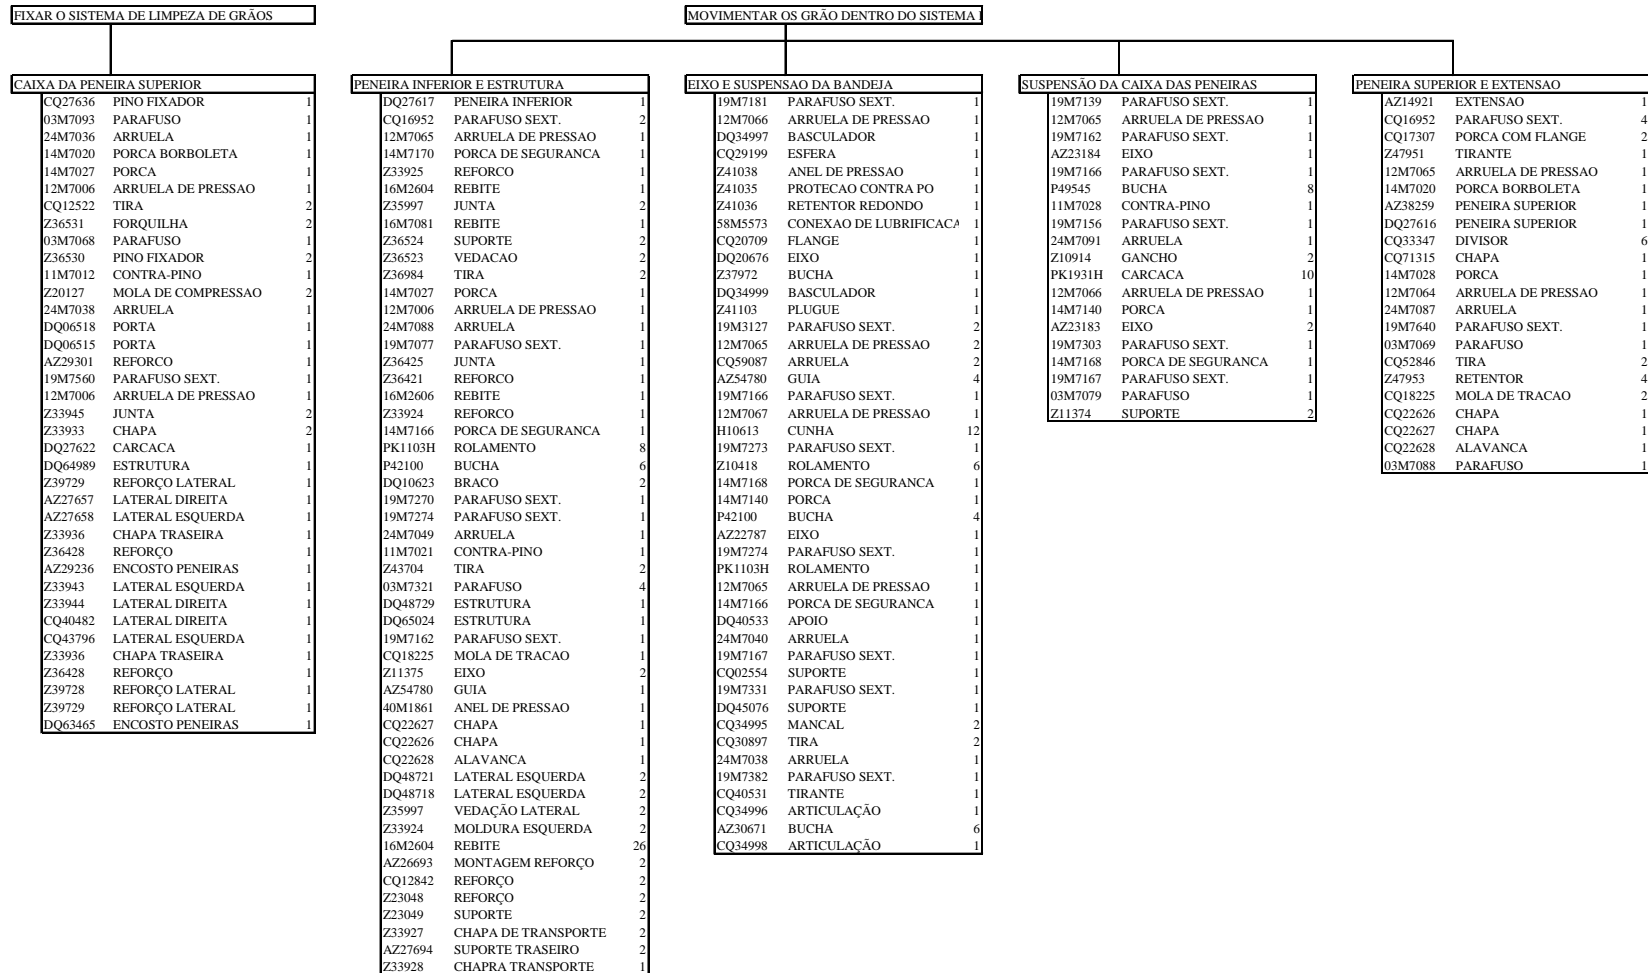 FIXAR O SISTEMA DE LIMPEZA DE GRÃOS
MOVIMENTAR OS GRÃO DENTRO DO SISTEMA
CAIXA DA PENEIRA SUPERIOR
CQ27636 PINO FIXADOR 1
03M7093 PARAFUSO 1
24M7036 ARRUELA 1
14M7020 PORCA BORBOLETA 1
14M7027 PORCA 1
12M7006 ARRUELA DE PRESSAO 1
CQ12522 TIRA 2
Z36531 FORQUILHA 2
03M7068 PARAFUSO 1
Z36530 PINO FIXADOR 2
11M7012 CONTRA-PINO 1
Z20127 MOLA DE COMPRESSAO 2
24M7038 ARRUELA 1
DQ06518 PORTA 1
DQ06515 PORTA 1
AZ29301 REFORCO 1
19M7560 PARAFUSO SEXT. 1
12M7006 ARRUELA DE PRESSAO 1
Z33945 JUNTA 2
Z33933 CHAPA 2
DQ27622 CARCACA 1
DQ64989 ESTRUTURA 1
Z39729 REFORÇO LATERAL 1
AZ27657 LATERAL DIREITA 1
AZ27658 LATERAL ESQUERDA 1
Z33936 CHAPA TRASEIRA 1
Z36428 REFORÇO 1
AZ29236 ENCOSTO PENEIRAS 1
Z33943 LATERAL ESQUERDA 1
Z33944 LATERAL DIREITA 1
CQ40482 LATERAL DIREITA 1
CQ43796 LATERAL ESQUERDA 1
Z33936 CHAPA TRASEIRA 1
Z36428 REFORÇO 1
Z39728 REFORÇO LATERAL 1
Z39729 REFORÇO LATERAL 1
DQ63465 ENCOSTO PENEIRAS 1
PENEIRA INFERIOR E ESTRUTURA
DQ27617 PENEIRA INFERIOR 1
CQ16952 PARAFUSO SEXT. 2
12M7065 ARRUELA DE PRESSAO 1
14M7170 PORCA DE SEGURANCA 1
Z33925 REFORCO 1
16M2604 REBITE 1
Z35997 JUNTA 2
16M7081 REBITE 1
Z36524 SUPORTE 2
Z36523 VEDACAO 2
Z36984 TIRA 2
14M7027 PORCA 1
12M7006 ARRUELA DE PRESSAO 1
24M7088 ARRUELA 1
19M7077 PARAFUSO SEXT. 1
Z36425 JUNTA 2
Z36421 REFORCO 1
16M2606 REBITE 1
Z33924 REFORCO 1
14M7166 PORCA DE SEGURANCA 1
PK1103H ROLAMENTO 8
P42100 BUCHA 6
DQ10623 BRACO 2
19M7270 PARAFUSO SEXT. 1
19M7274 PARAFUSO SEXT. 1
24M7049 ARRUELA 1
11M7021 CONTRA-PINO 1
Z43704 TIRA 2
03M7321 PARAFUSO 4
DQ48729 ESTRUTURA 1
DQ65024 ESTRUTURA 1
19M7162 PARAFUSO SEXT. 1
CQ18225 MOLA DE TRACAO 1
Z11375 EIXO 2
AZ54780 GUIA 1
40M1861 ANEL DE PRESSAO 1
CQ22627 CHAPA 1
CQ22626 CHAPA 1
CQ22628 ALAVANCA 1
DQ48721 LATERAL ESQUERDA 2
DQ48718 LATERAL ESQUERDA 2
Z35997 VEDAÇÃO LATERAL 2
Z33924 MOLDURA ESQUERDA 2
16M2604 REBITE 26
AZ26693 MONTAGEM REFORÇO 2
CQ12842 REFORÇO 2
Z23048 REFORÇO 2
Z23049 SUPORTE 2
Z33927 CHAPA DE TRANSPORTE 2
AZ27694 SUPORTE TRASEIRO 2
Z33928 CHAPRA TRANSPORTE 1
EIXO E SUSPENSAO DA BANDEJA
19M7181 PARAFUSO SEXT. 1
12M7066 ARRUELA DE PRESSAO 1
DQ34997 BASCULADOR 1
CQ29199 ESFERA 1
Z41038 ANEL DE PRESSAO 1
Z41035 PROTECAO CONTRA PO 1
Z41036 RETENTOR REDONDO 1
58M5573 CONEXAO DE LUBRIFICACA 1
CQ20709 FLANGE 1
DQ20676 EIXO 1
Z37972 BUCHA 1
DQ34999 BASCULADOR 1
Z41103 PLUGUE 1
19M3127 PARAFUSO SEXT. 2
12M7065 ARRUELA DE PRESSAO 2
CQ59087 ARRUELA 2
AZ54780 GUIA 4
19M7166 PARAFUSO SEXT. 1
12M7067 ARRUELA DE PRESSAO 1
H10613 CUNHA 12
19M7273 PARAFUSO SEXT. 1
Z10418 ROLAMENTO 6
14M7168 PORCA DE SEGURANCA 1
14M7140 PORCA 1
P42100 BUCHA 4
AZ22787 EIXO 1
19M7274 PARAFUSO SEXT. 1
PK1103H ROLAMENTO 1
12M7065 ARRUELA DE PRESSAO 1
14M7166 PORCA DE SEGURANCA 1
DQ40533 APOIO 1
24M7040 ARRUELA 1
19M7167 PARAFUSO SEXT. 1
CQ02554 SUPORTE 1
19M7331 PARAFUSO SEXT. 1
DQ45076 SUPORTE 1
CQ34995 MANCAL 2
CQ30897 TIRA 2
24M7038 ARRUELA 1
19M7382 PARAFUSO SEXT. 1
CQ40531 TIRANTE 1
CQ34996 ARTICULAÇÃO 1
AZ30671 BUCHA 6
CQ34998 ARTICULAÇÃO 1
SUSPENSÃO DA CAIXA DAS PENEIRAS
19M7139 PARAFUSO SEXT. 1
12M7065 ARRUELA DE PRESSAO 1
19M7162 PARAFUSO SEXT. 1
AZ23184 EIXO 1
19M7166 PARAFUSO SEXT. 1
P49545 BUCHA 8
11M7028 CONTRA-PINO 1
19M7156 PARAFUSO SEXT. 1
24M7091 ARRUELA 1
Z10914 GANCHO 2
PK1931H CARCACA 10
12M7066 ARRUELA DE PRESSAO 1
14M7140 PORCA 1
AZ23183 EIXO 2
19M7303 PARAFUSO SEXT. 1
14M7168 PORCA DE SEGURANCA 1
19M7167 PARAFUSO SEXT. 1
03M7079 PARAFUSO 1
Z11374 SUPORTE 2
PENEIRA SUPERIOR E EXTENSAO
AZ14921 EXTENSAO 1
CQ16952 PARAFUSO SEXT. 4
CQ17307 PORCA COM FLANGE 2
Z47951 TIRANTE 1
12M7065 ARRUELA DE PRESSAO 1
14M7020 PORCA BORBOLETA 1
AZ38259 PENEIRA SUPERIOR 1
DQ27616 PENEIRA SUPERIOR 1
CQ33347 DIVISOR 6
CQ71315 CHAPA 1
14M7028 PORCA 1
12M7064 ARRUELA DE PRESSAO 1
24M7087 ARRUELA 1
19M7640 PARAFUSO SEXT. 1
03M7069 PARAFUSO 1
CQ52846 TIRA 2
Z47953 RETENTOR 4
CQ18225 MOLA DE TRACAO 2
CQ22626 CHAPA 1
CQ22627 CHAPA 1
CQ22628 ALAVANCA 1
03M7088 PARAFUSO 1